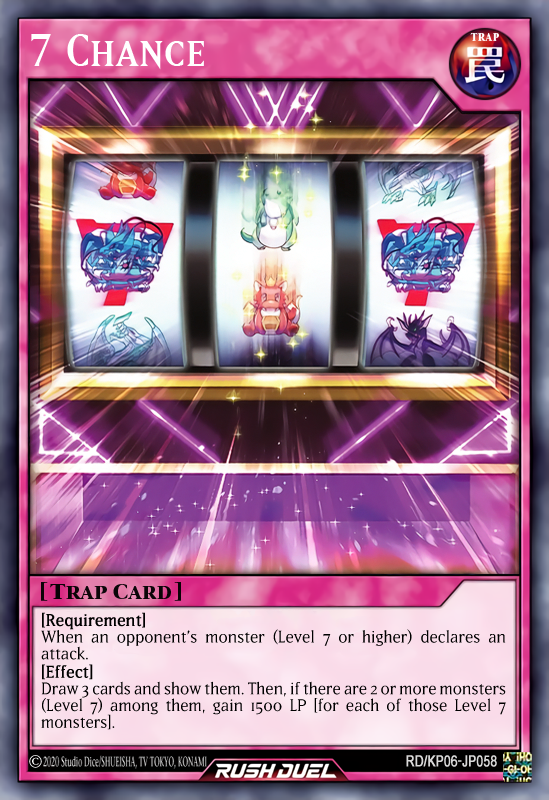 7 Chance
TRAP
罠
7
7
[Trap Card]
[Requirement]
When an opponent's monster (Level 7 or higher) declares an
attack.
[Effect]
Draw 3 cards and show them. Then, if there are 2 or more monsters
(Level 7) among them, gain 1500 LP [for each of those Level 7
monsters].
©2020 Studio Dice/SHUEISHA, TV TOKYO, KONAMI
RUSH DUEL
RD/KP06-JP058